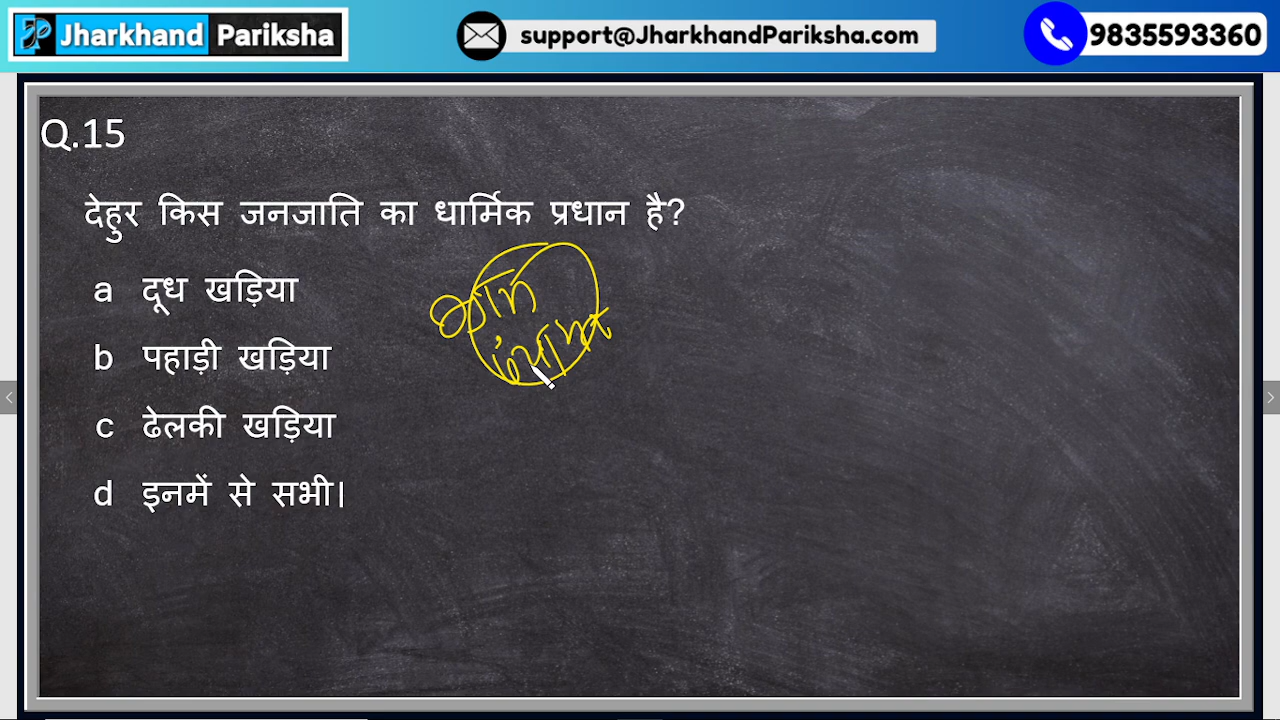 Jharkhand Pariksha
support@JharkhandPariksha.com
9835593360
Q.15
देहुर किस जनजाति का धार्मिक प्रधान है?
a दूध खड़िया
b पहाड़ी खड़िया
c ढेलकी खड़िया
d इनमें से सभी।